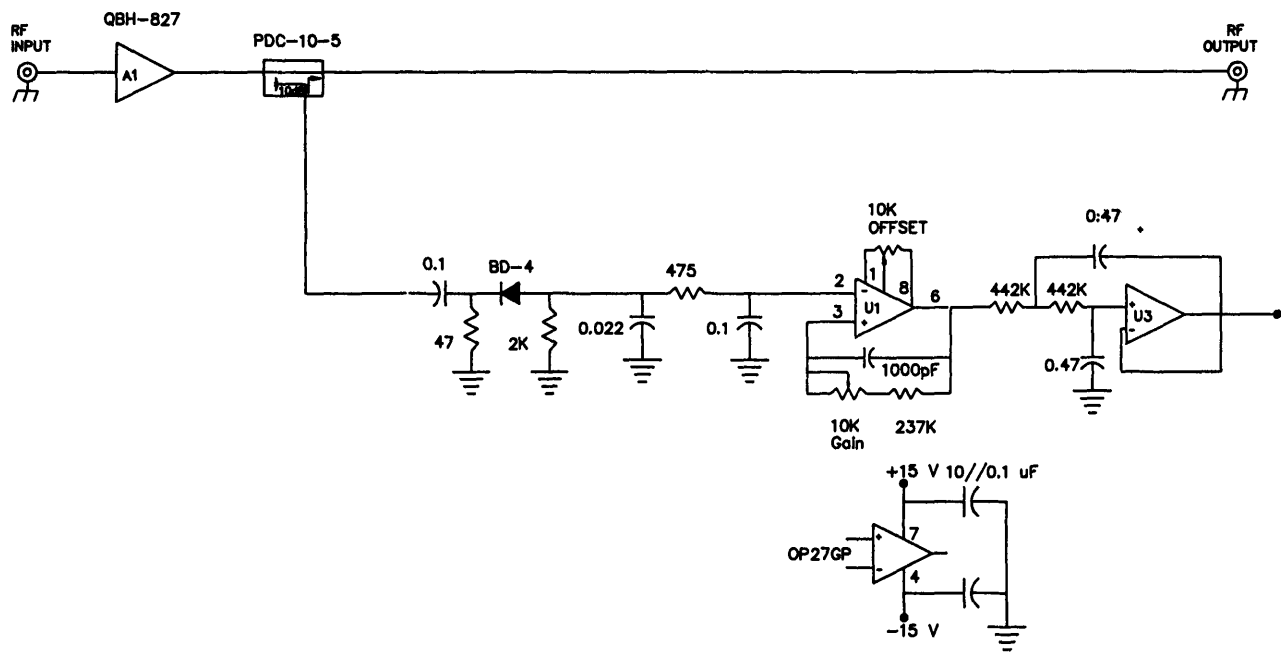 QBH-827
RF
INPUT
PDC-10-5
RF
OUTPUT
A1
10dB
10K
OFFSET
0:47
0.1
BD-4
475
2
1
8
6
442K
442K
3
-
+
U1
+
-
U3
47
2K
0.022
0.1
1000pF
0.47
10K
Gain
237K
+15 V 10//0.1 uF
OP27GP
+
-
7
4
-15 V